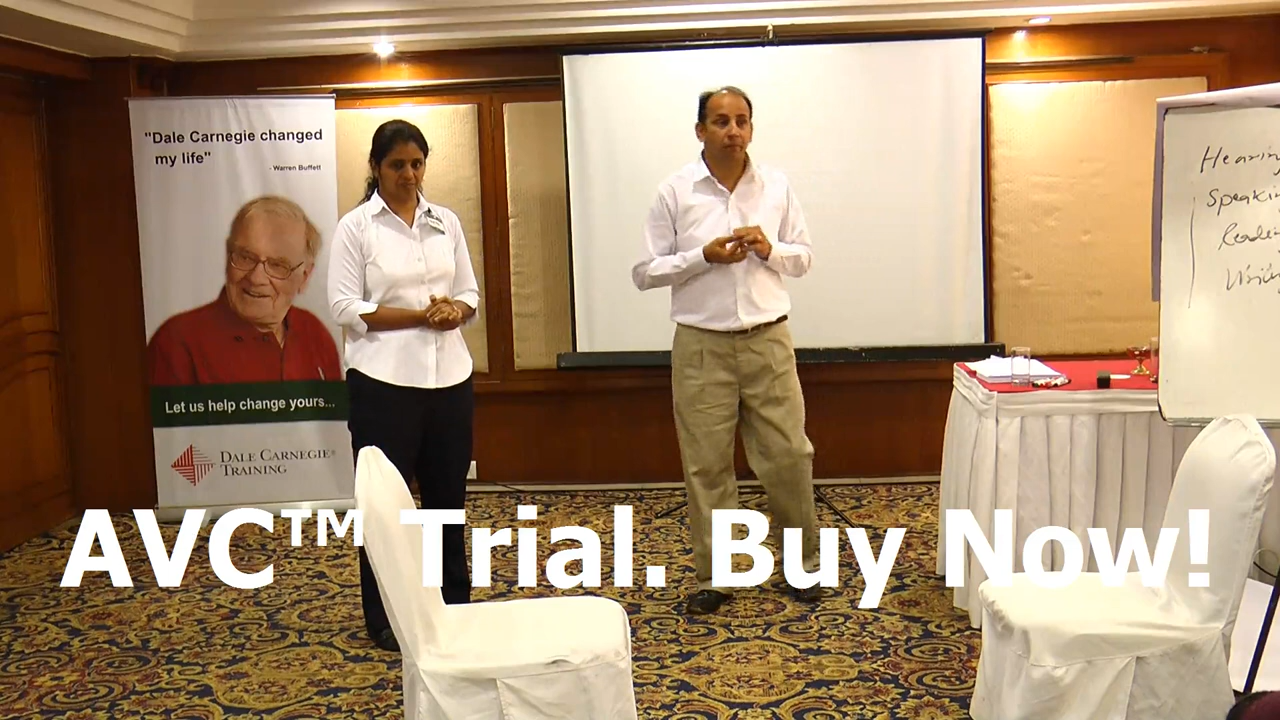 "Dale Carnegie changed
my life"
- Warren Buffett
Let us help change yours...
DALE CARNEGIE®
TRAINING
Hearing
Speakin
AVC™ Trial. Buy Now!